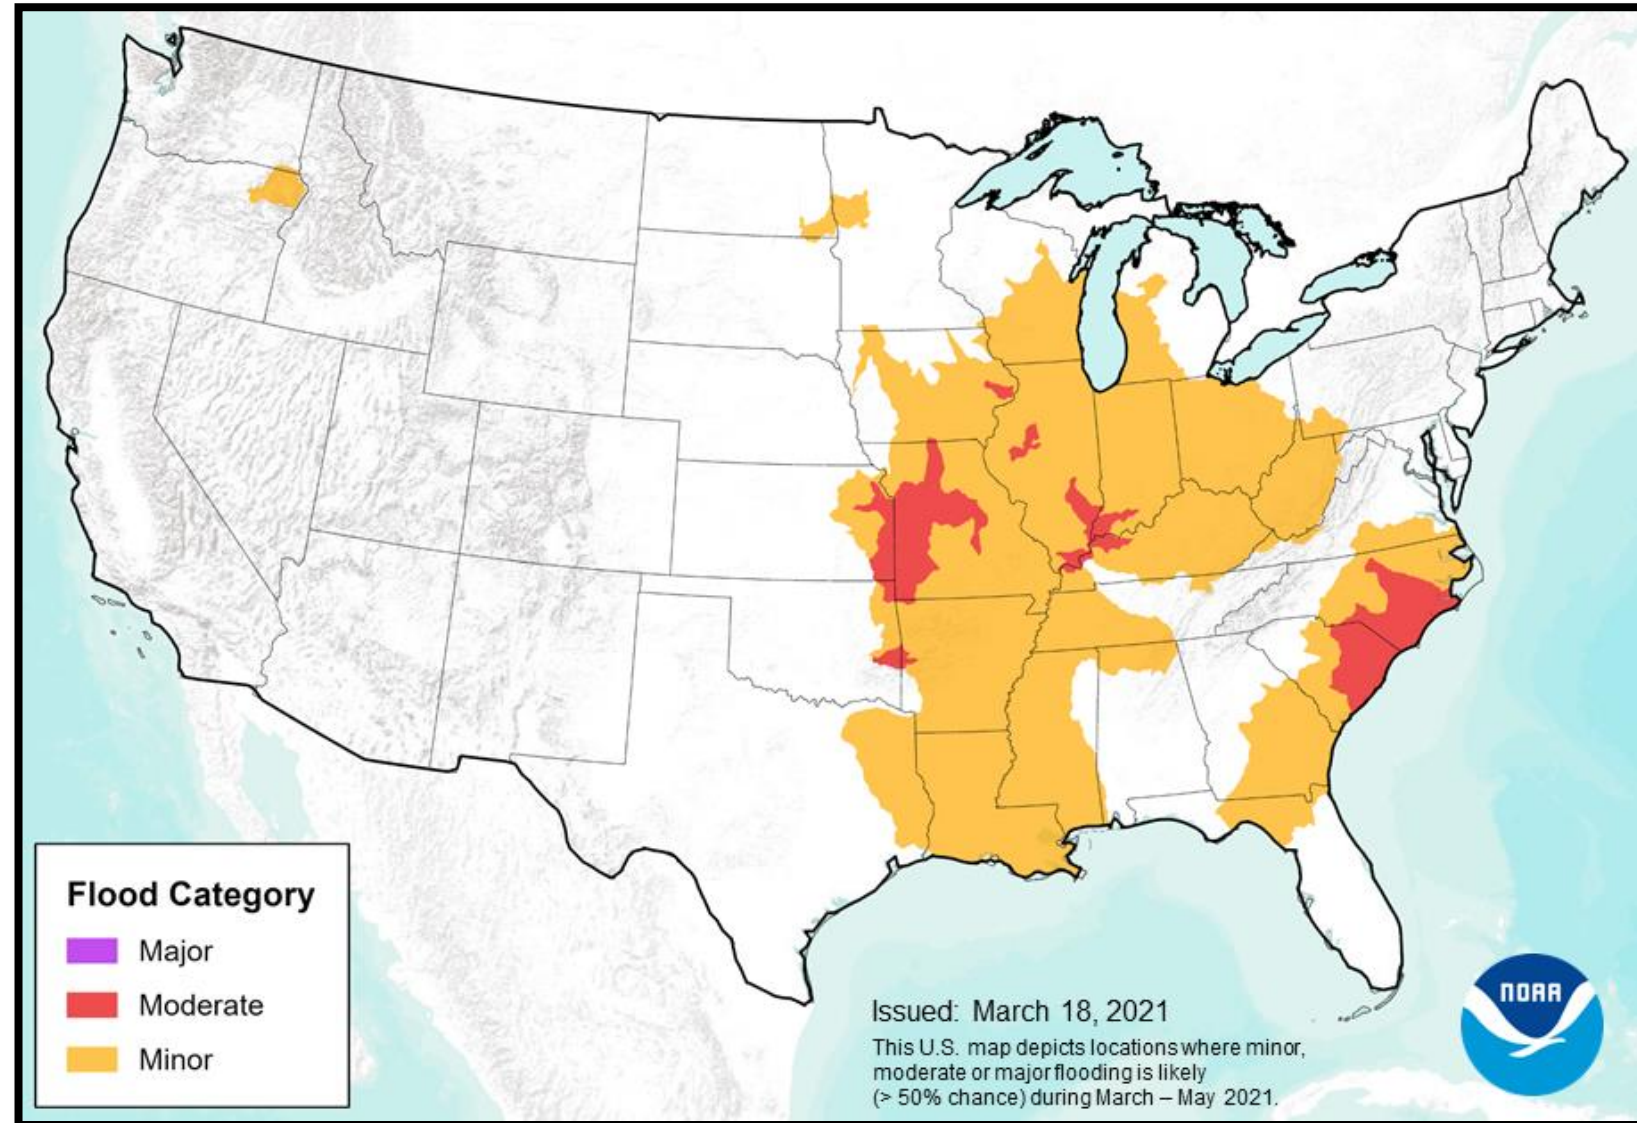 Flood Category
Major
Moderate
Minor
Issued: March 18, 2021
This U.S. map depicts locations where minor,
moderate or major flooding is likely
(> 50% chance) during March – May 2021.
NOAA